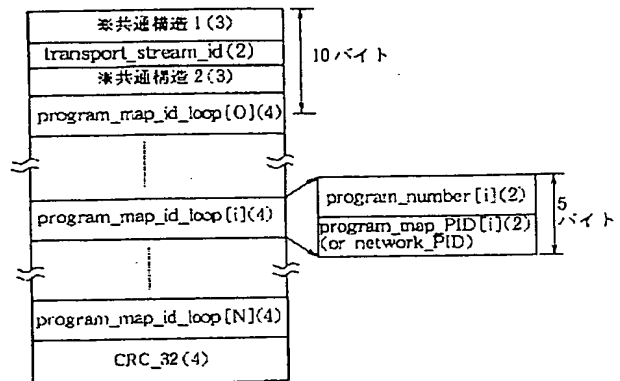 ※共通構造1(3)
transport_stream_id(2)
※共通構造2(3)
program_map_id_loop[0](4)
10バイト
program_map_id_loop[i](4)
program_number[i](2)
program_map_PID[i](2)
(or network_PID)
5
バイト
program_map_id_loop[N](4)
CRC_32(4)